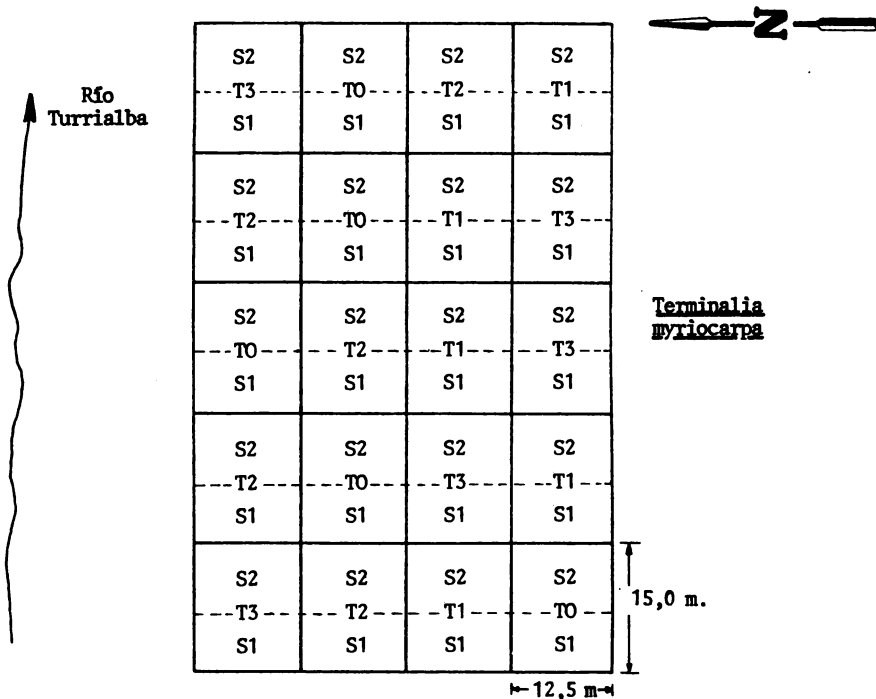 N
Río
Turrialba
S2 S2 S2 S2
T3 T0 T2 T1
S1 S1 S1 S1
S2 S2 S2 S2
T2 T0 T1 T3
S1 S1 S1 S1
S2 S2 S2 S2
T0 T2 T1 T3
S1 S1 S1 S1
Terminalia
myriocarpa
S2 S2 S2 S2
T2 T0 T3 T1
S1 S1 S1 S1
S2 S2 S2 S2
T3 T2 T1 T0
S1 S1 S1 S1
15,0 m.
12,5 m